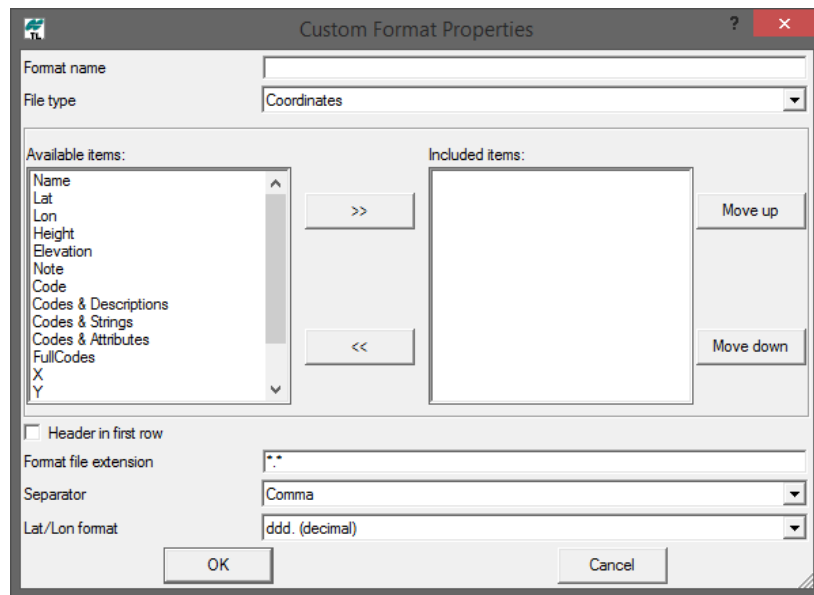 TL
Custom Format Properties
?
×
Format name
File type
Coordinates
Available items:
Included items:
Name
Lat
Lon
Height
Elevation
Note
Code
Codes & Descriptions
Codes & Strings
Codes & Attributes
FullCodes
X
Y
>>
<<
Move up
Move down
Header in first row
Format file extension
*.*
Separator
Comma
Lat/Lon format
ddd. (decimal)
OK
Cancel